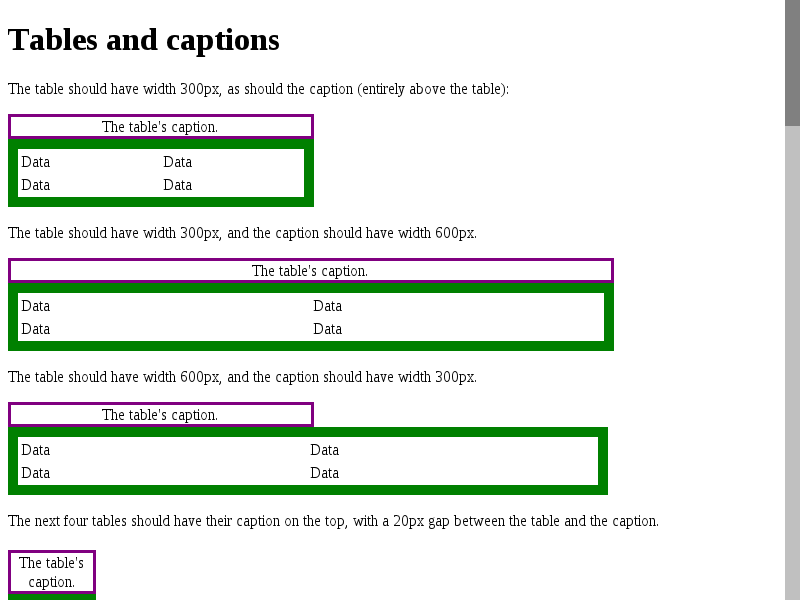 Tables and captions
The table should have width 300px, as should the caption (entirely above the table):
The table's caption.
Data Data
Data Data
The table should have width 300px, and the caption should have width 600px.
The table's caption.
Data Data
Data Data
The table should have width 600px, and the caption should have width 300px.
The table's caption.
Data Data
Data Data
The next four tables should have their caption on the top, with a 20px gap between the table and the caption.
The table's
caption.